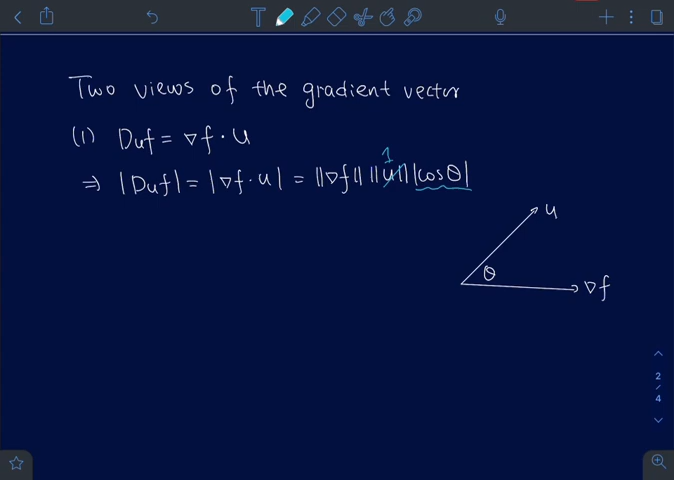 Two views of the gradient vector
(1) Duf = ∇f · u
⇒ |Duf| = |∇f · u| = ||∇f|| ||u|| |cosθ|
1
u
θ
∇f
2
/
4